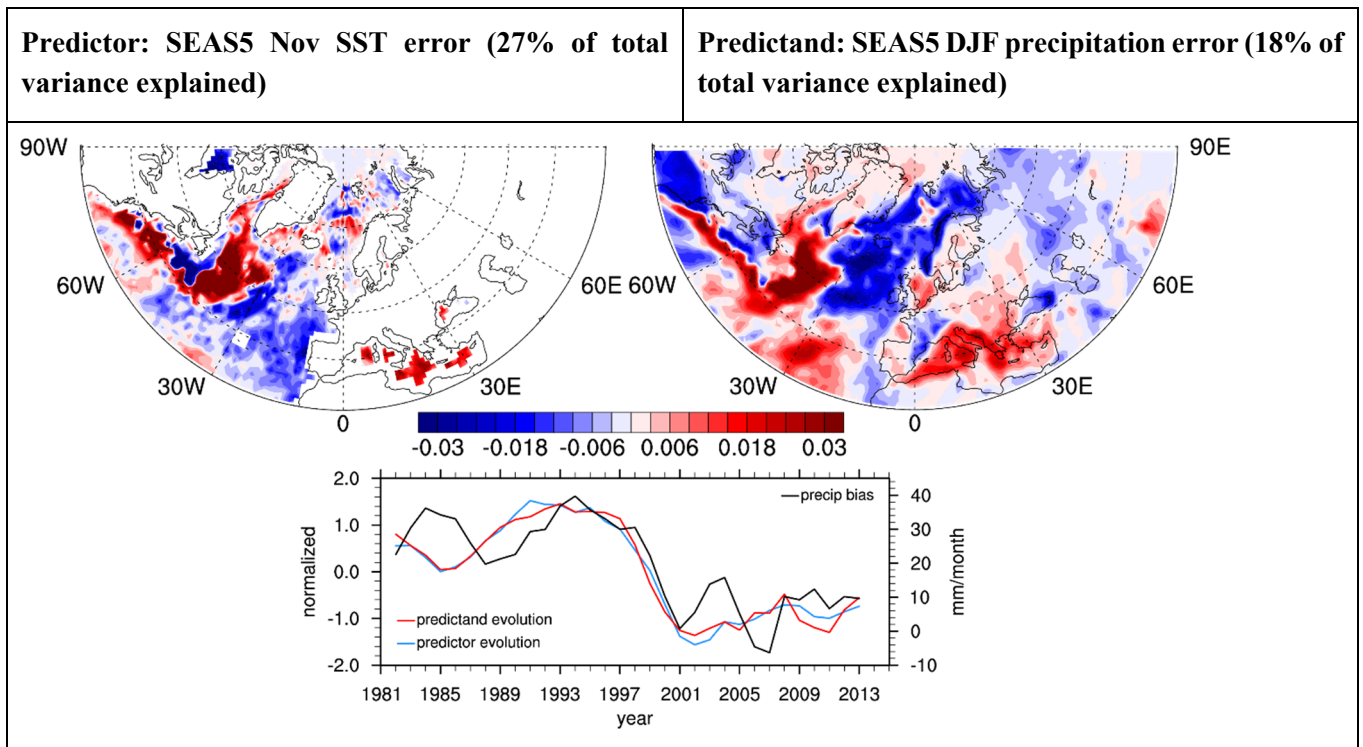 Predictor: SEAS5 Nov SST error (27% of total
variance explained)
Predictand: SEAS5 DJF precipitation error (18% of
total variance explained)
90W
60W
30W
0
30E
60E
60W
30W
0
30E
60E
90E
-0.03 -0.018 -0.006 0.006 0.018 0.03
2.0
1.0
0.0
-1.0
-2.0
normalized
precip bias
predictand evolution
predictor evolution
40
30
20
10
0
-10
mm/month
1981 1985 1989 1993 1997 2001 2005 2009 2013
year